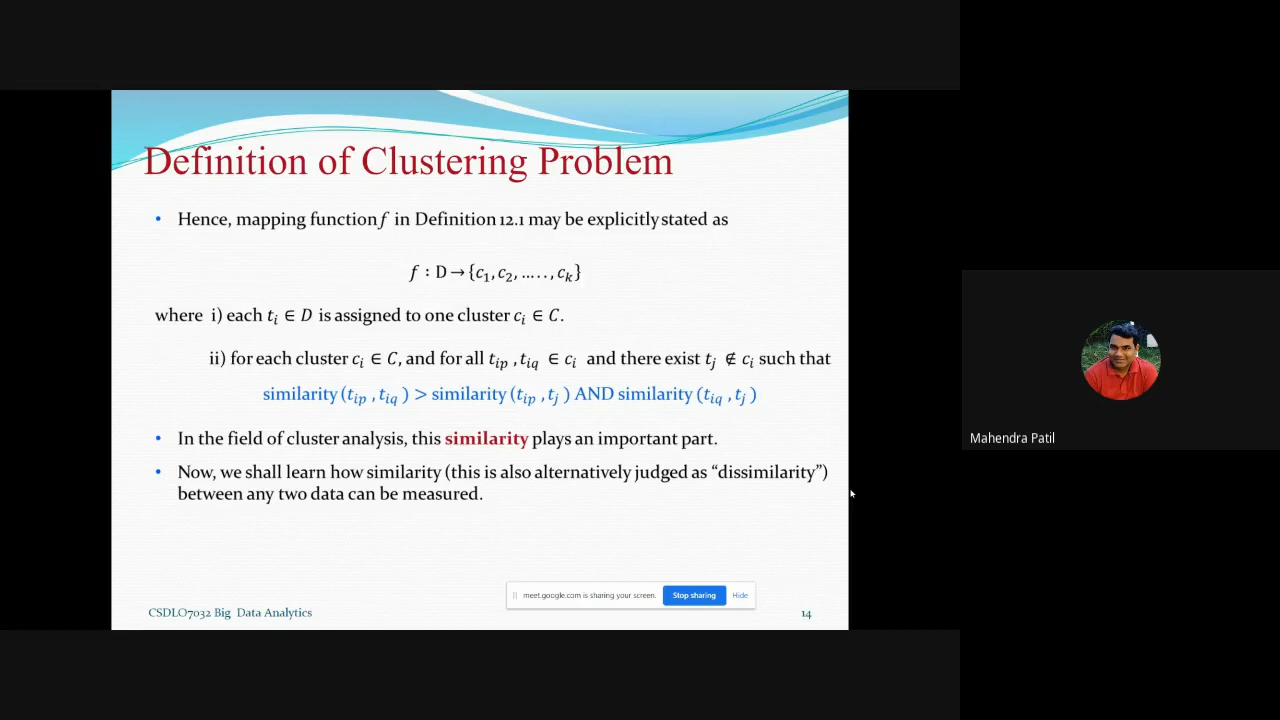 Definition of Clustering Problem
• Hence, mapping function f in Definition 12.1 may be explicitly stated as
f : D → {c₁, c₂, ….. , cₖ}
where i) each tᵢ ∈ D is assigned to one cluster cᵢ ∈ C.
ii) for each cluster cᵢ ∈ C, and for all tᵢₚ , t_iq ∈ cᵢ and there exist tⱼ ∉ cᵢ such that
similarity (tᵢₚ , t_iq ) > similarity (tᵢₚ , tⱼ ) AND similarity (t_iq , tⱼ )
• In the field of cluster analysis, this similarity plays an important part.
• Now, we shall learn how similarity (this is also alternatively judged as “dissimilarity”)
between any two data can be measured.
meet.google.com is sharing your screen. Stop sharing Hide
CSDLO7032 Big Data Analytics 14
Mahendra Patil